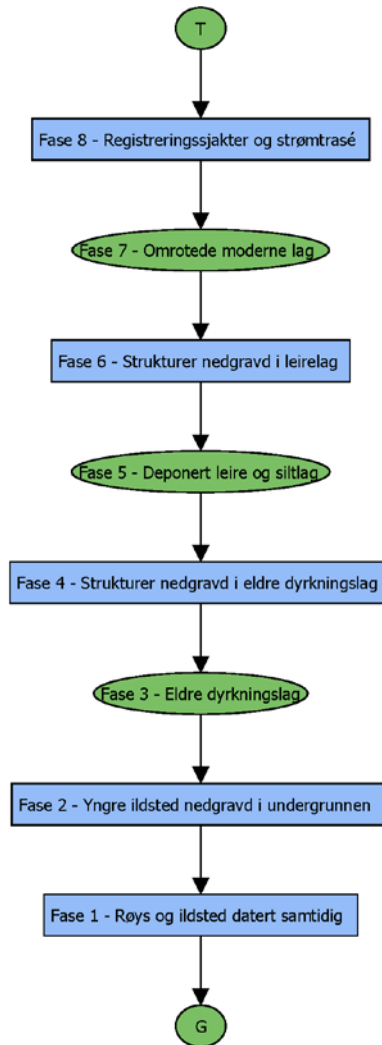 T
Fase 8 - Registreringssjakter og strømtrasé
Fase 7 - Omrotede moderne lag
Fase 6 - Strukturer nedgravd i leirelag
Fase 5 - Deponert leire og siltlag
Fase 4 - Strukturer nedgravd i eldre dyrkningslag
Fase 3 - Eldre dyrkningslag
Fase 2 - Yngre ildsted nedgravd i undergrunnen
Fase 1 - Røys og ildsted datert samtidig
G